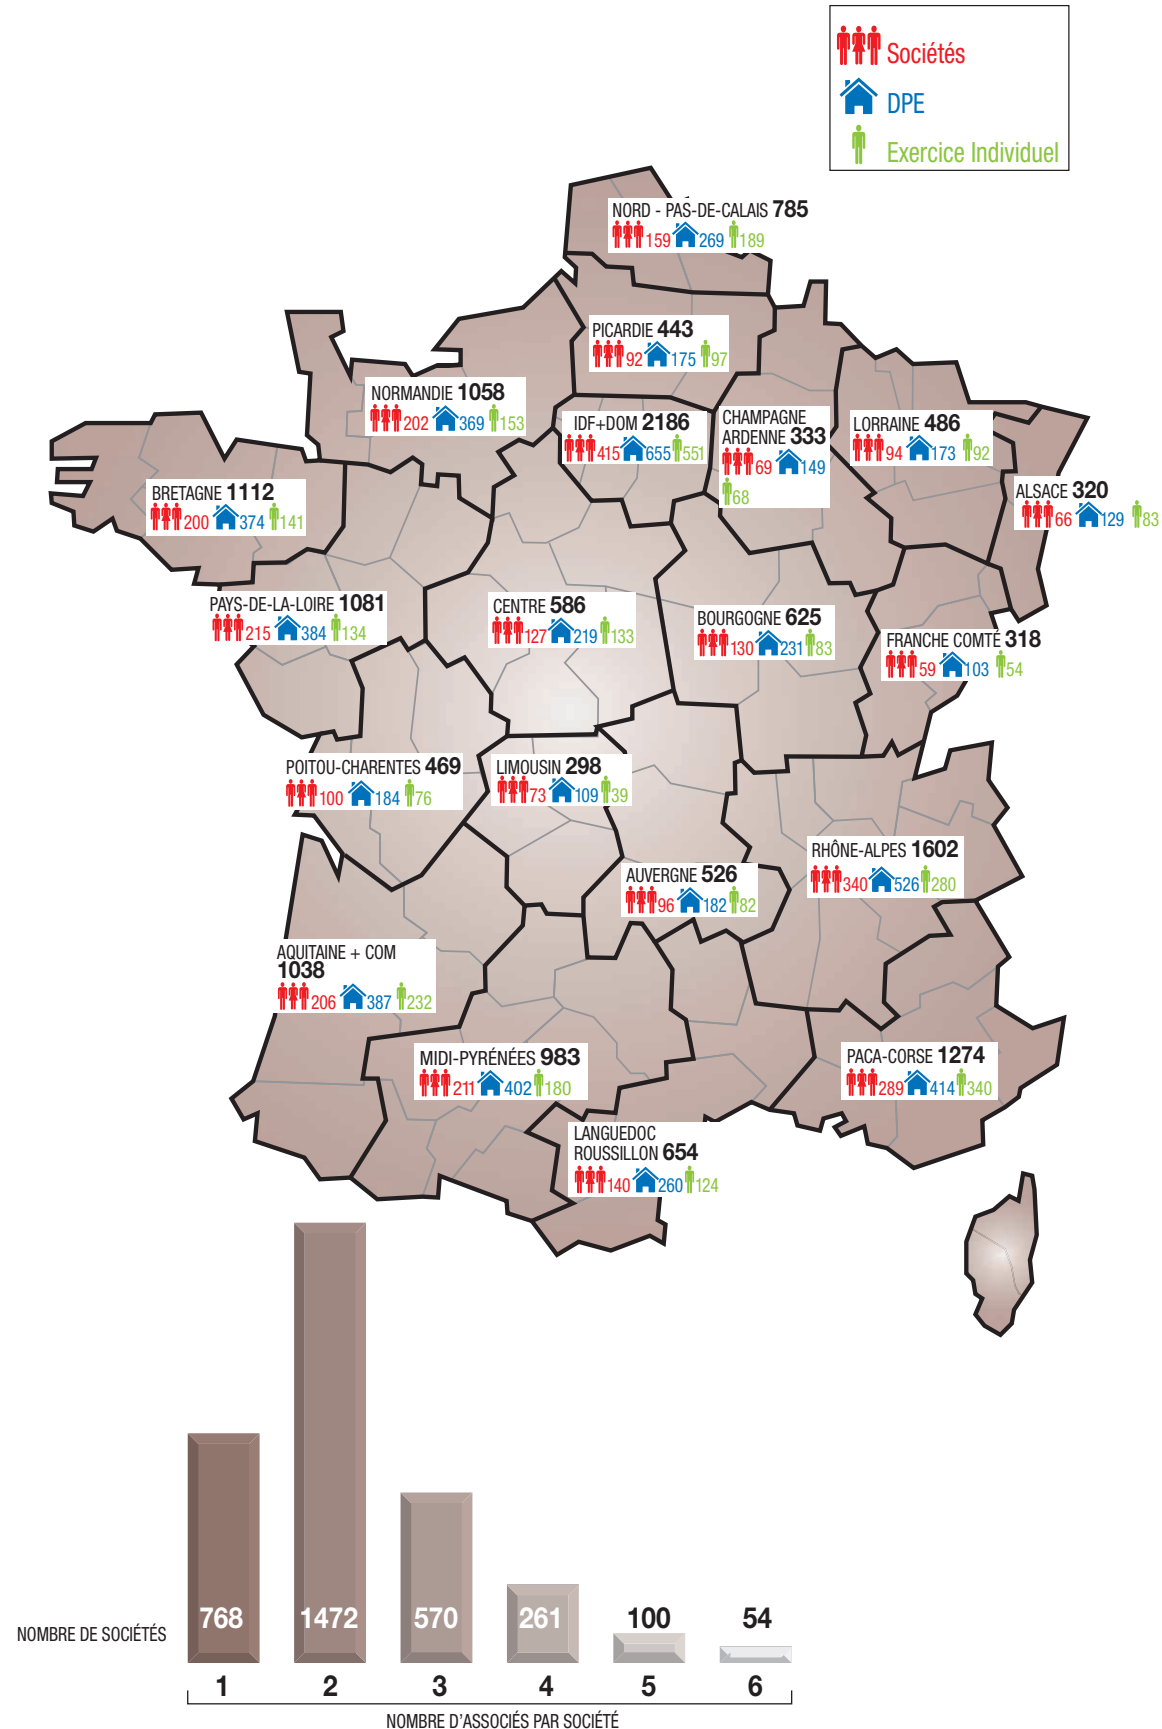 Sociétés
DPE
Exercice Individuel
NORD - PAS-DE-CALAIS 785
159 269 189
PICARDIE 443
92 175 97
NORMANDIE 1058
202 369 153
IDF+DOM 2186
415 655 551
CHAMPAGNE
ARDENNE 333
69 149
68
LORRAINE 486
94 173 92
ALSACE 320
66 129 83
BRETAGNE 1112
200 374 141
PAYS-DE-LA-LOIRE 1081
215 384 134
CENTRE 586
127 219 133
BOURGOGNE 625
130 231 83
FRANCHE COMTÉ 318
59 103 54
POITOU-CHARENTES 469
100 184 76
LIMOUSIN 298
73 109 39
AUVERGNE 526
96 182 82
RHÔNE-ALPES 1602
340 526 280
AQUITAINE + COM
1038
206 387 232
MIDI-PYRÉNÉES 983
211 402 180
PACA-CORSE 1274
289 414 340
LANGUEDOC
ROUSSILLON 654
140 260 124
NOMBRE DE SOCIÉTÉS
768 1472 570 261 100 54
1 2 3 4 5 6
NOMBRE D'ASSOCIÉS PAR SOCIÉTÉ